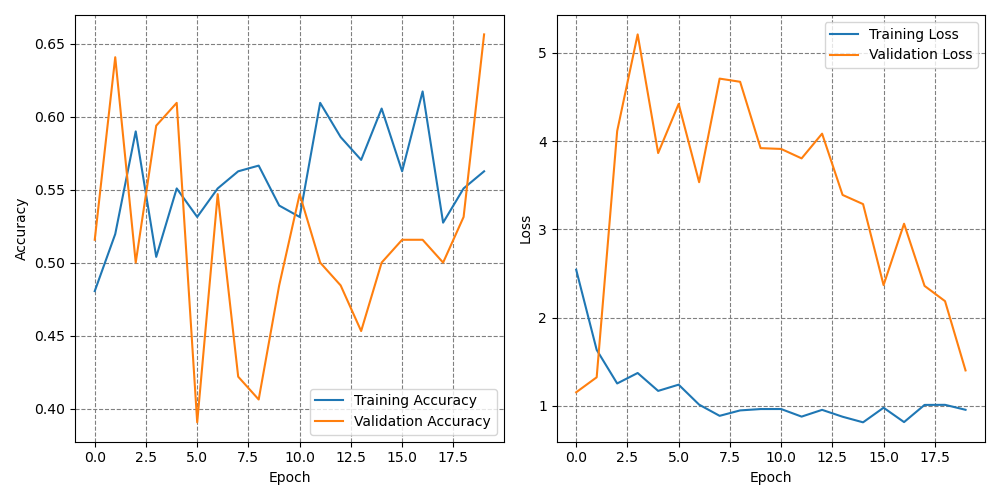 0.65
0.60
0.55
0.50
0.45
0.40
Accuracy
0.0 2.5 5.0 7.5 10.0 12.5 15.0 17.5
Epoch
Training Accuracy
Validation Accuracy
5
4
3
2
1
Loss
0.0 2.5 5.0 7.5 10.0 12.5 15.0 17.5
Epoch
Training Loss
Validation Loss